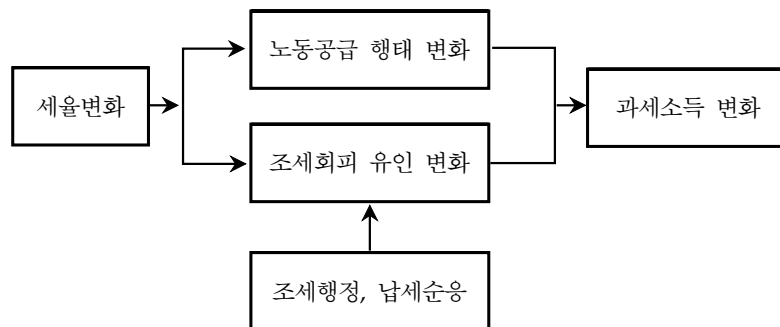 노동공급 행태 변화
세율변화
과세소득 변화
조세회피 유인 변화
조세행정, 납세순응